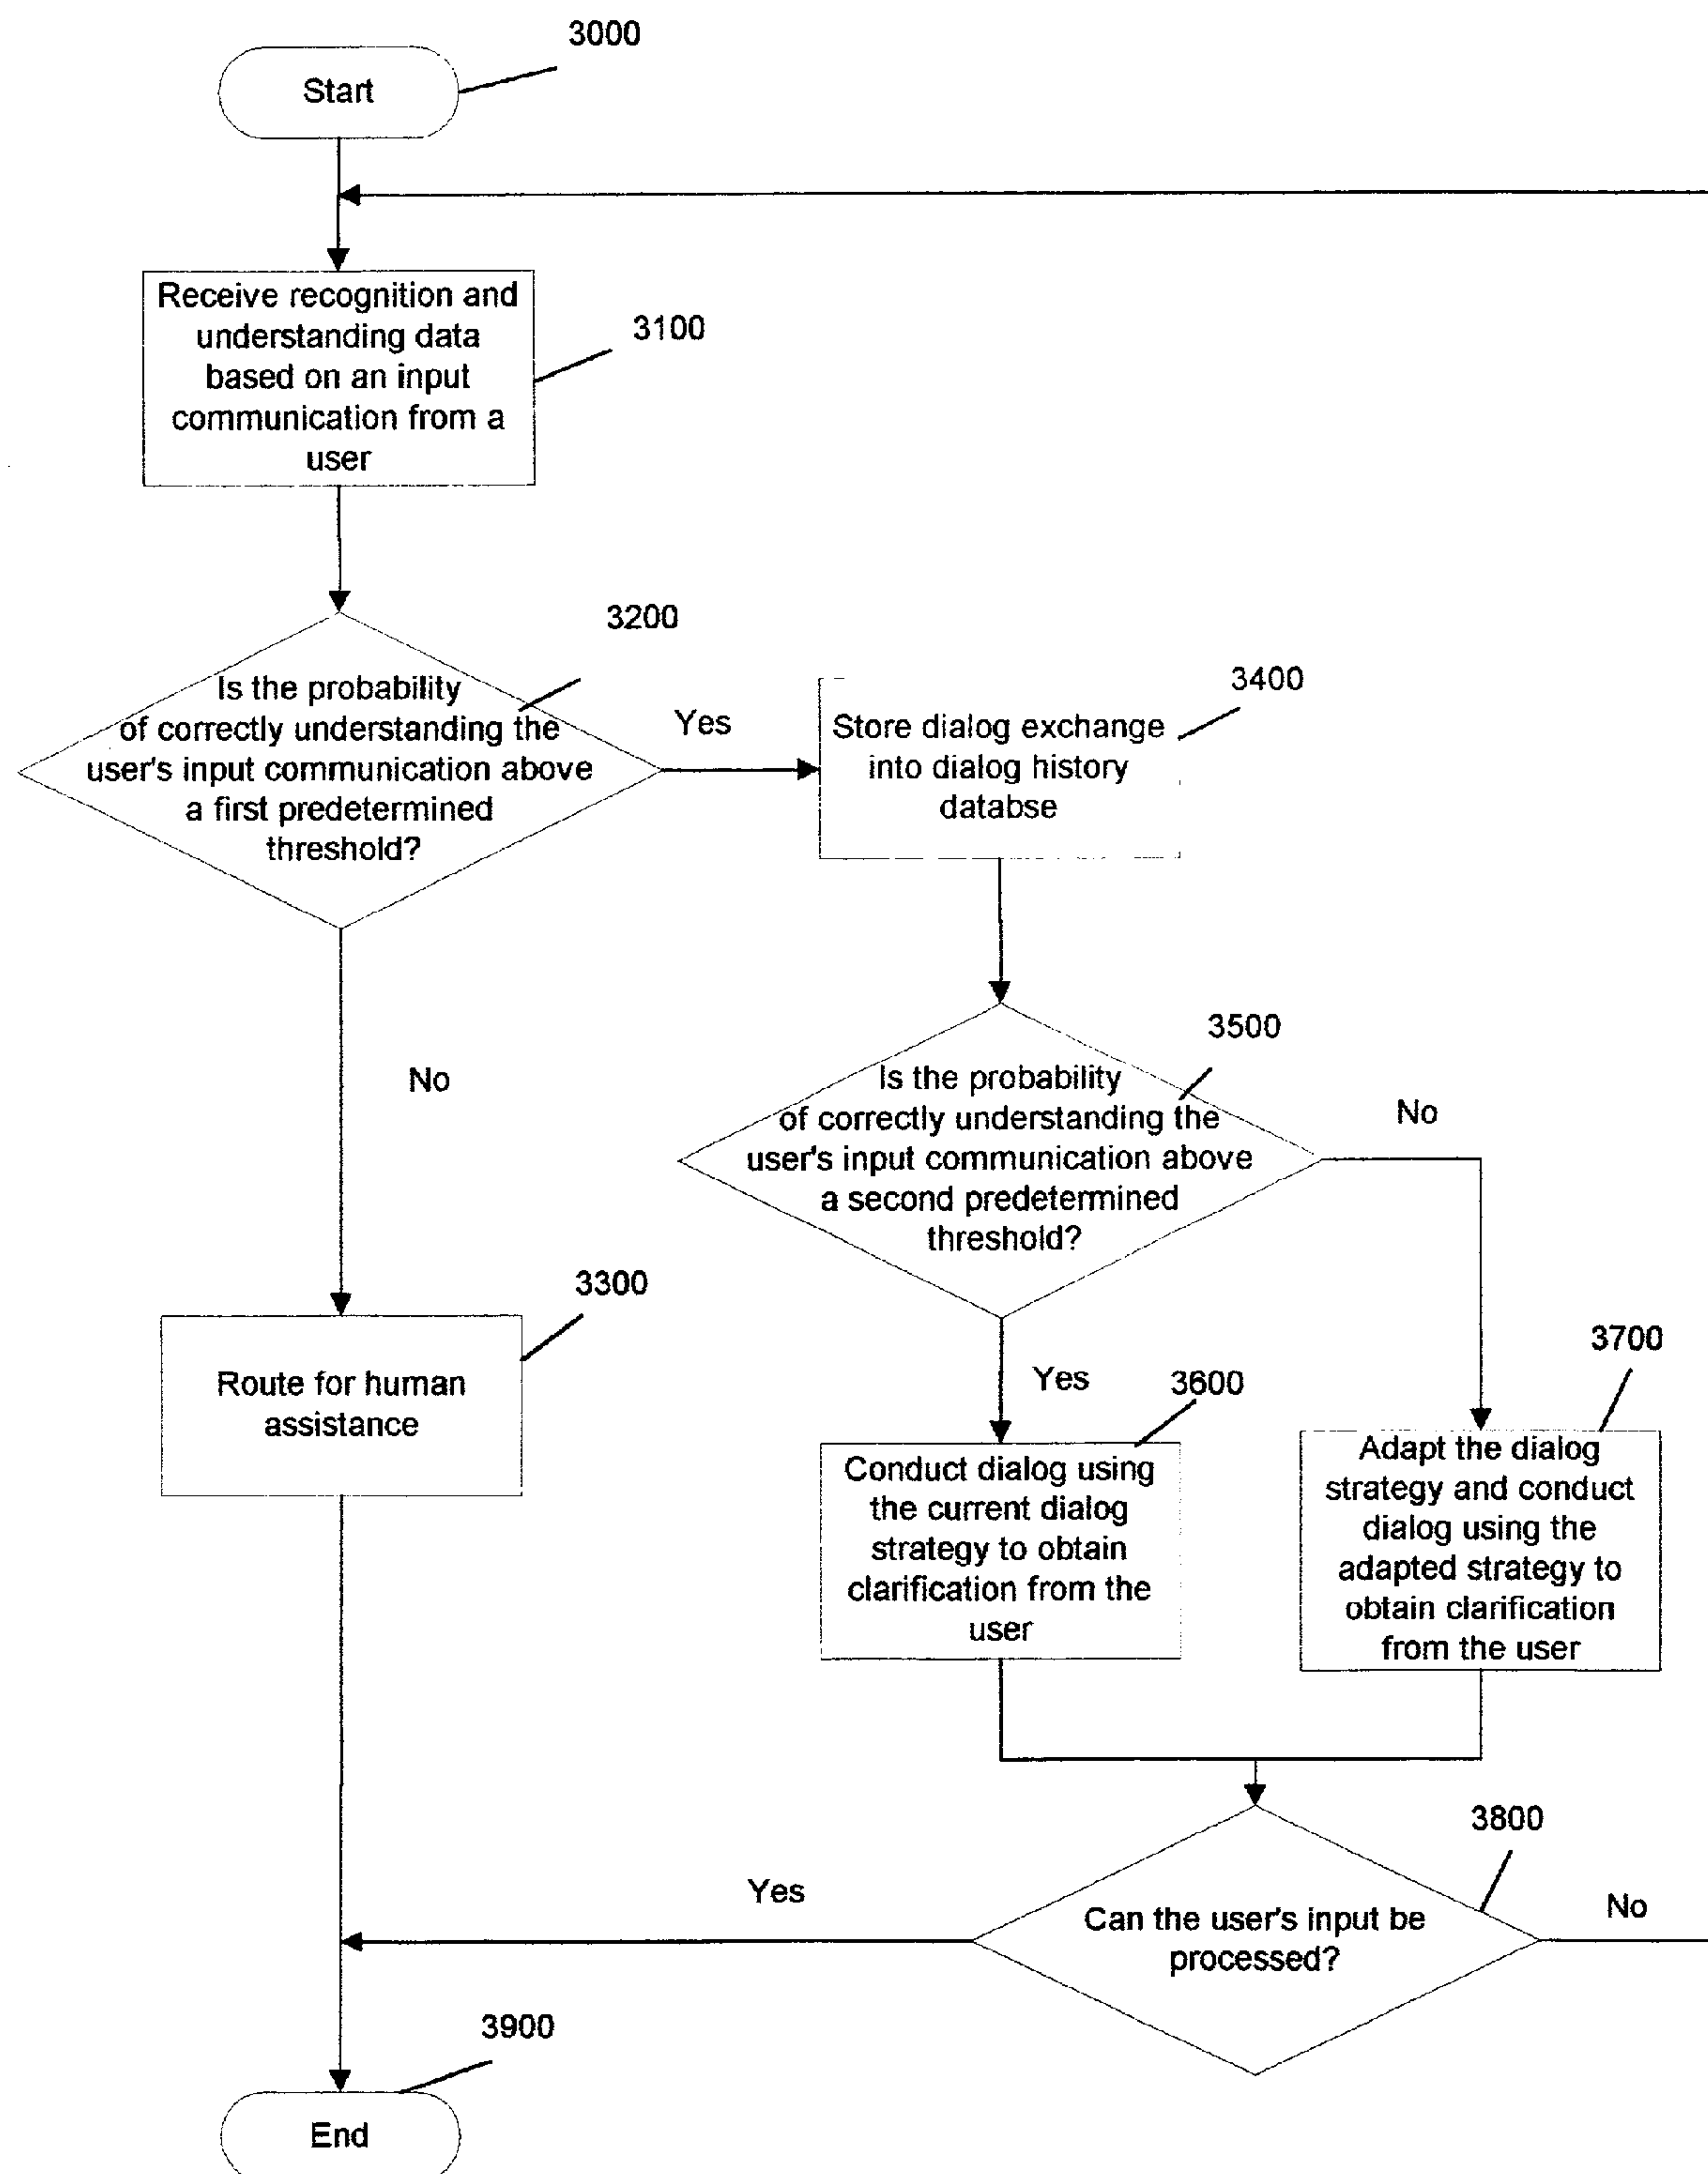 3000
Start
Receive recognition and
understanding data
based on an input
communication from a
user
3100
3200
Is the probability
of correctly understanding the
user's input communication above
a first predetermined
threshold?
Yes
3400
Store dialog exchange
into dialog history
databse
No
3500
Is the probability
of correctly understanding the
user's input communication above
a second predetermined
threshold?
No
3300
Route for human
assistance
Yes
3600
Conduct dialog using
the current dialog
strategy to obtain
clarification from the
user
3700
Adapt the dialog
strategy and conduct
dialog using the
adapted strategy to
obtain clarification
from the user
3800
Can the user's input be
processed?
Yes
No
3900
End